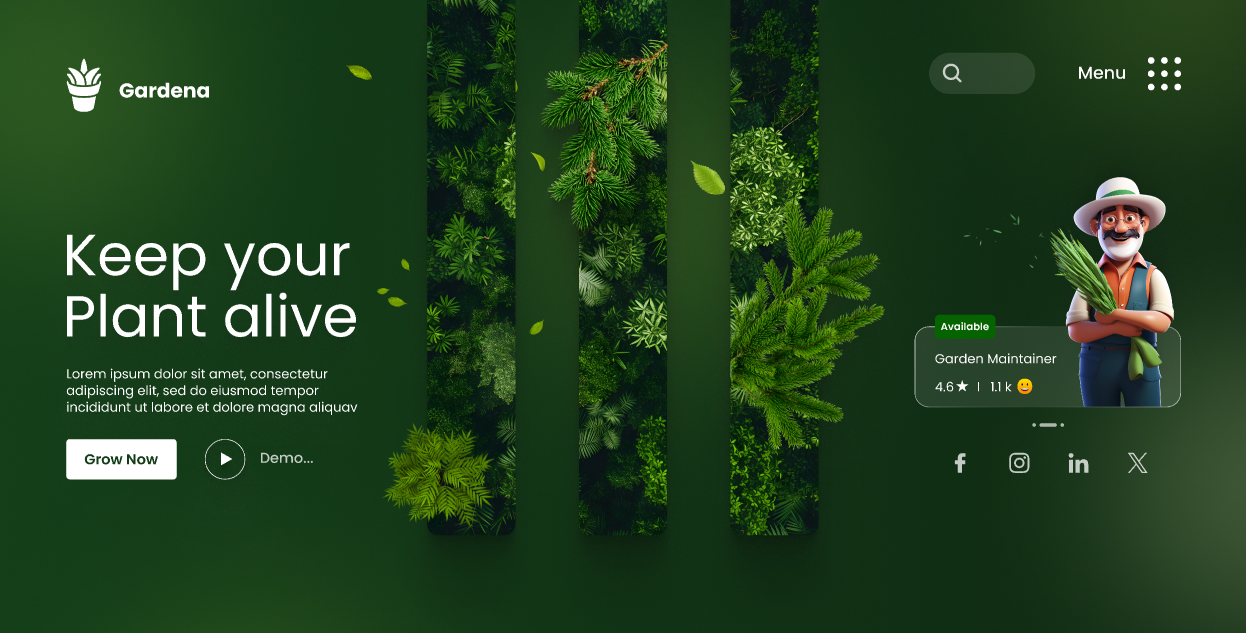 Gardena
Menu
Keep your
Plant alive
Lorem ipsum dolor sit amet, consectetur
adipiscing elit, sed do eiusmod tempor
incididunt ut labore et dolore magna aliquav
Grow Now
Demo...
Available
Garden Maintainer
4.6★ | 1.1 k 😀